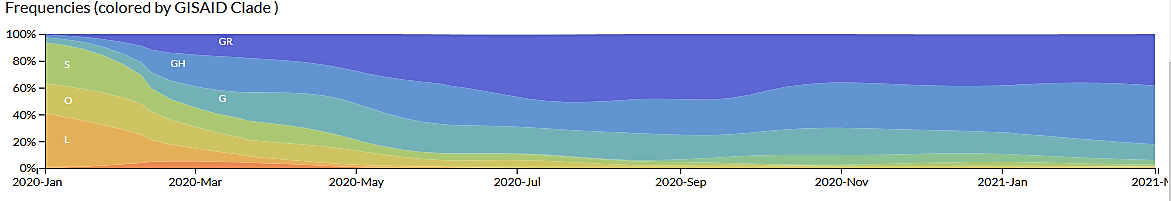 Frequencies (colored by GISAID Clade )
100%
GR
80%
GH
S
60%
G
O
40%
L
20%
0%
2020-Jan 2020-Mar 2020-May 2020-Jul 2020-Sep 2020-Nov 2021-Jan 2021-M